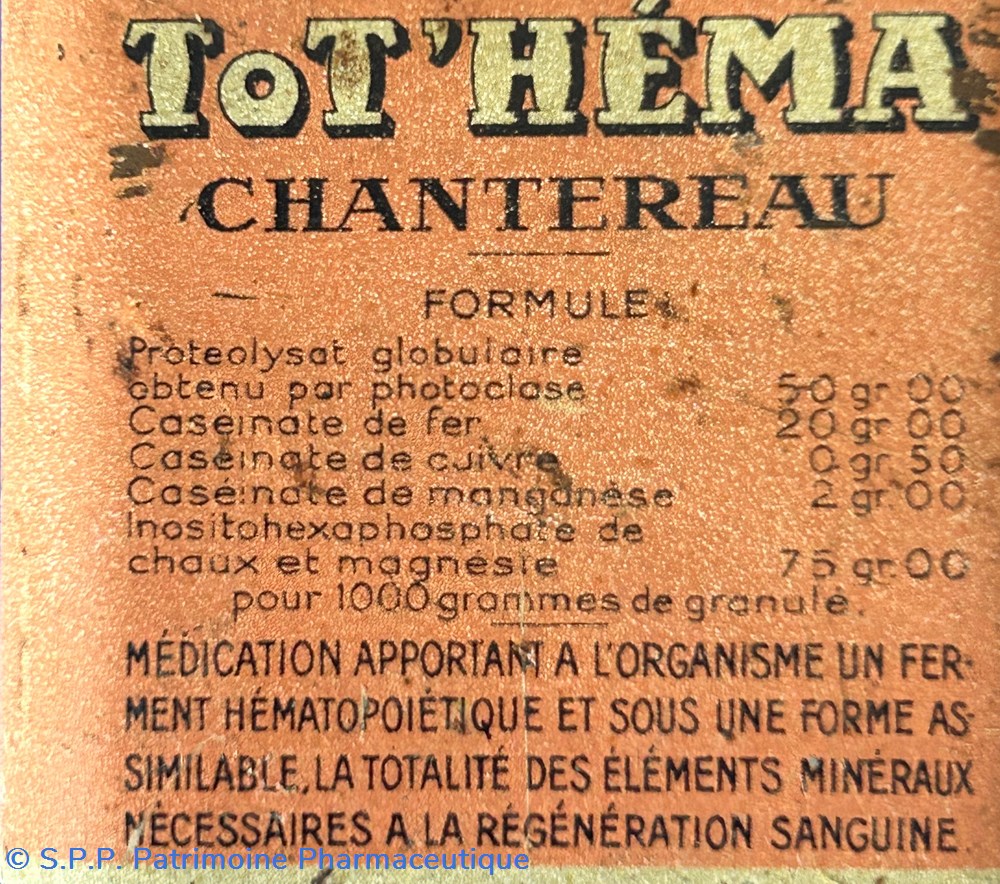 TOT'HÉMA
CHANTEREAU
FORMULE
Proteolysat globulaire
obtenu par photoclase 50 gr 00
Caséinate de fer 20 gr 00
Caséinate de cuivre 0 gr 50
Caséinate de manganèse 2 gr 00
Inositohexaphosphate de
chaux et magnésie 75 gr. 00
pour 1000 grammes de granulé.
MÉDICATION APPORTANT A L'ORGANISME UN FER-
MENT HÉMATOPOIÉTIQUE ET SOUS UNE FORME AS-
SIMILABLE, LA TOTALITÉ DES ÉLÉMENTS MINÉRAUX
NÉCESSAIRES A LA RÉGÉNÉRATION SANGUINE.
© S.P.P. Patrimoine Pharmaceutique